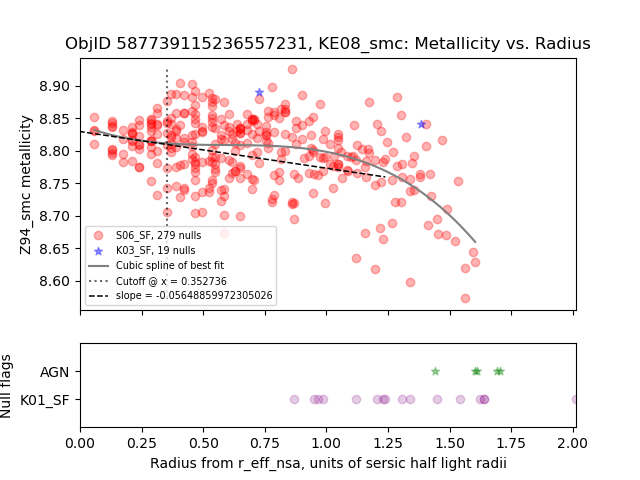 ObjID 587739115236557231, KE08_smc: Metallicity vs. Radius
Z94_smc metallicity
8.90
8.85
8.80
8.75
8.70
8.65
8.60
S06_SF, 279 nulls
K03_SF, 19 nulls
Cubic spline of best fit
Cutoff @ x = 0.352736
slope = -0.05648859972305026
Null flags
AGN
K01_SF
0.00 0.25 0.50 0.75 1.00 1.25 1.50 1.75 2.00
Radius from r_eff_nsa, units of sersic half light radii